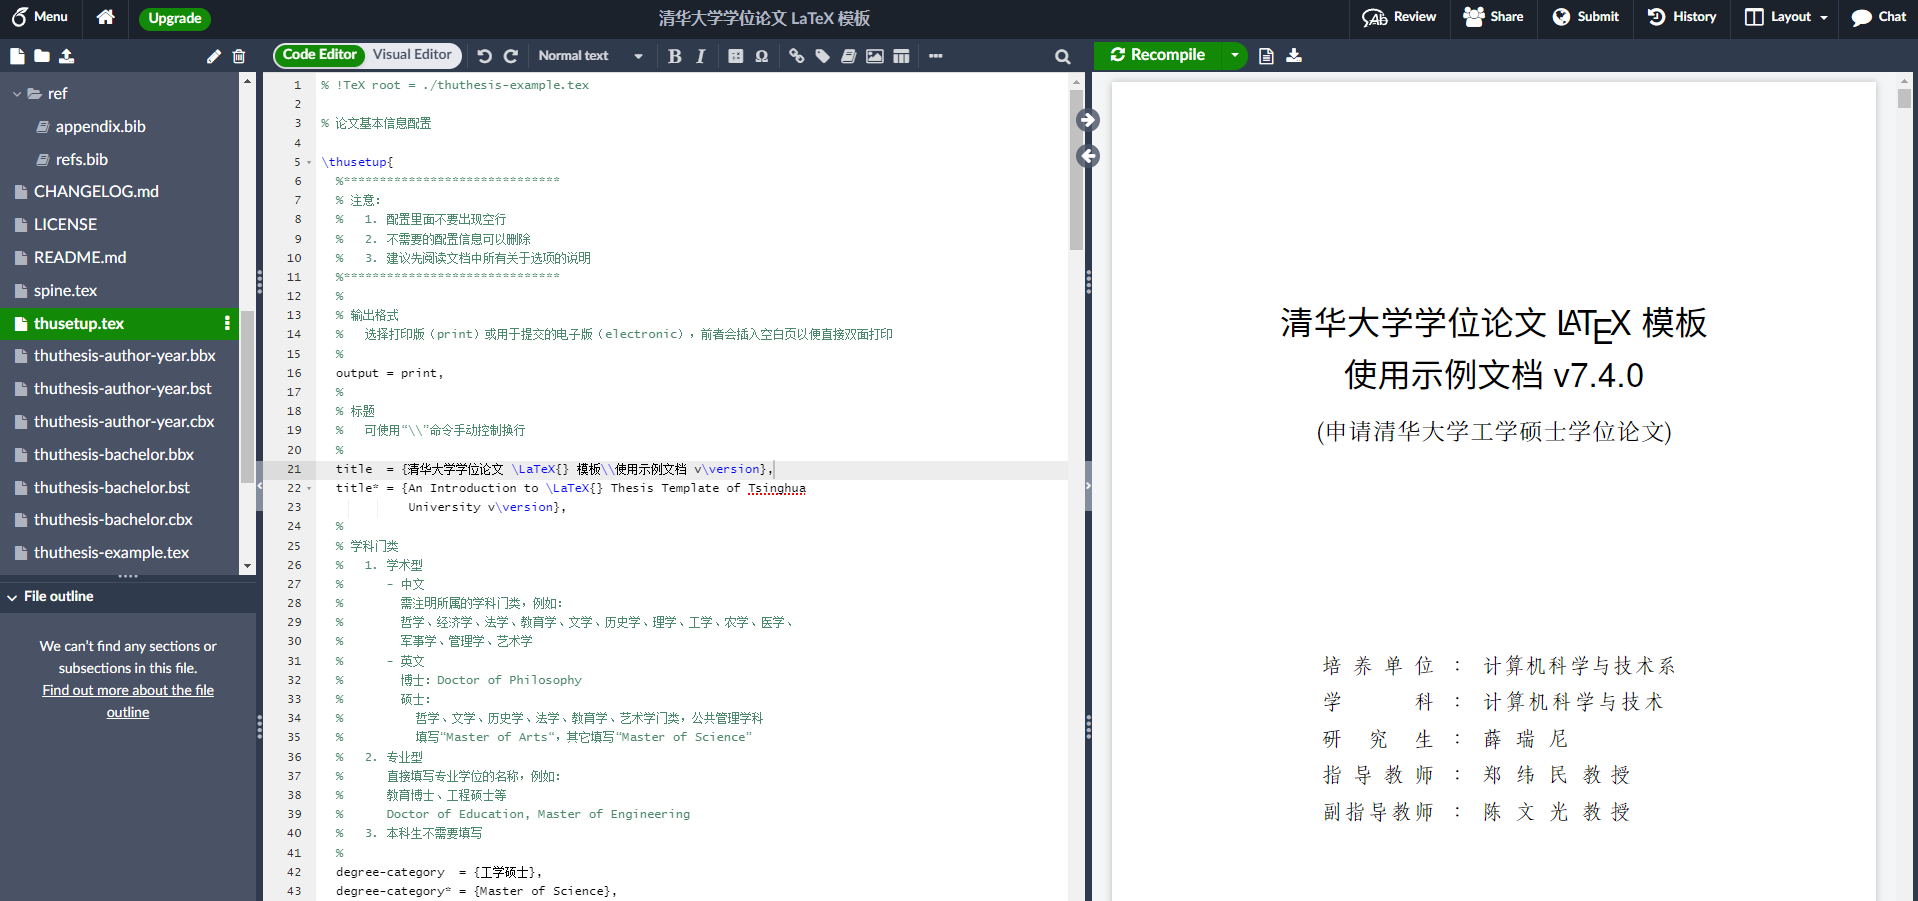 Menu
Upgrade
清华大学学位论文 LaTeX 模板
Review
Share
Submit
History
Layout
Chat
Code Editor
Visual Editor
Normal text
B I
Ω
Recompile
ref
appendix.bib
refs.bib
CHANGELOG.md
LICENSE
README.md
spine.tex
thusetup.tex
thuthesis-author-year.bbx
thuthesis-author-year.bst
thuthesis-author-year.cbx
thuthesis-bachelor.bbx
thuthesis-bachelor.bst
thuthesis-bachelor.cbx
thuthesis-example.tex
File outline
We can't find any sections or
subsections in this file.
Find out more about the file
outline
1 % !TeX root = ./thuthesis-example.tex
2
3 % 论文基本信息配置
4
5 \thusetup{
6 %******************************
7 % 注意：
8 % 1. 配置里面不要出现空行
9 % 2. 不需要的配置信息可以删除
10 % 3. 建议先阅读文档中所有关于选项的说明
11 %******************************
12 %
13 % 输出格式
14 % 选择打印版（print）或用于提交的电子版（electronic），前者会插入空白页以便直接双面打印
15 %
16 output = print,
17 %
18 % 标题
19 % 可使用“\\”命令手动控制换行
20 %
21 title = {清华大学学位论文 \LaTeX{} 模板\\使用示例文档 v\version},
22 title* = {An Introduction to \LaTeX{} Thesis Template of Tsinghua
23 University v\version},
24 %
25 % 学科门类
26 % 1. 学术型
27 % - 中文
28 % 需注明所属的学科门类，例如：
29 % 哲学、经济学、法学、教育学、文学、历史学、理学、工学、农学、医学、
30 % 军事学、管理学、艺术学
31 % - 英文
32 % 博士：Doctor of Philosophy
33 % 硕士：
34 % 哲学、文学、历史学、法学、教育学、艺术学门类，公共管理学科
35 % 填写“Master of Arts“，其它填写“Master of Science”
36 % 2. 专业型
37 % 直接填写专业学位的名称，例如：
38 % 教育博士、工程硕士等
39 % Doctor of Education, Master of Engineering
40 % 3. 本科生不需要填写
41 %
42 degree-category = {工学硕士},
43 degree-category* = {Master of Science},
清华大学学位论文 LATEX 模板
使用示例文档 v7.4.0
(申请清华大学工学硕士学位论文)
培养单位：计算机科学与技术系
学科：计算机科学与技术
研究生：薛瑞尼
指导教师：郑纬民教授
副指导教师：陈文光教授